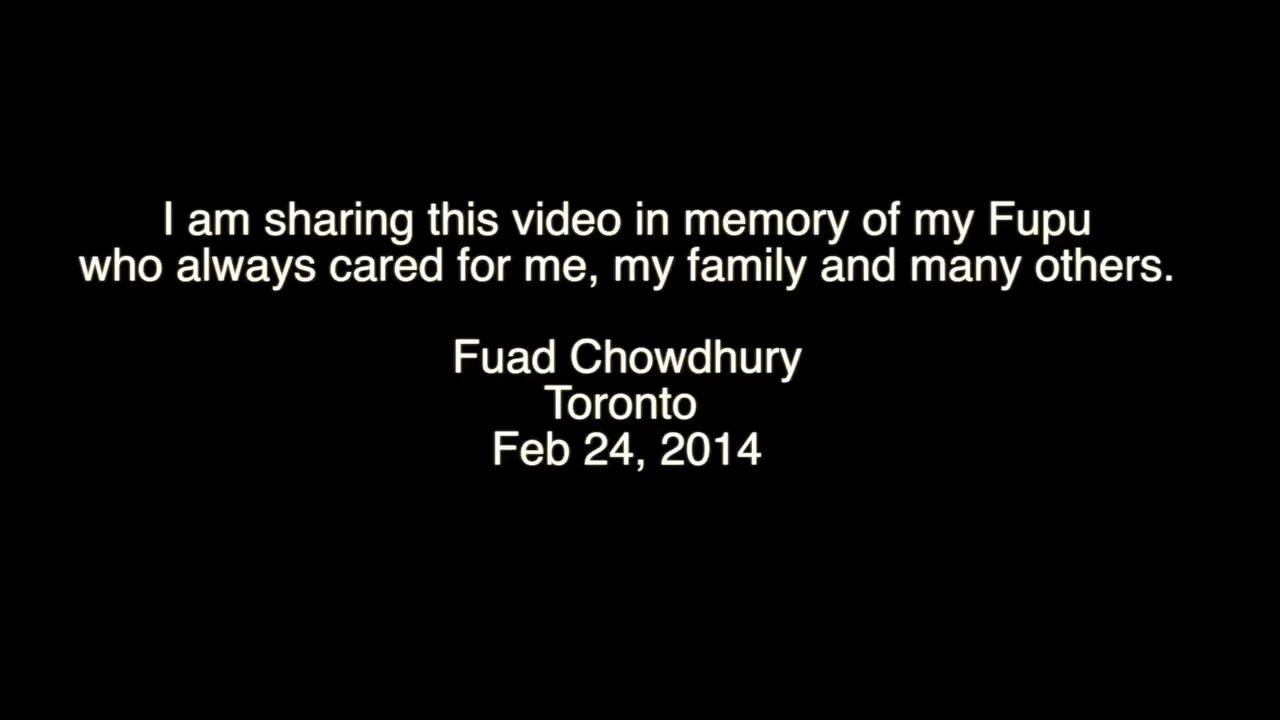 I am sharing this video in memory of my Fupu
who always cared for me, my family and many others.
Fuad Chowdhury
Toronto
Feb 24, 2014